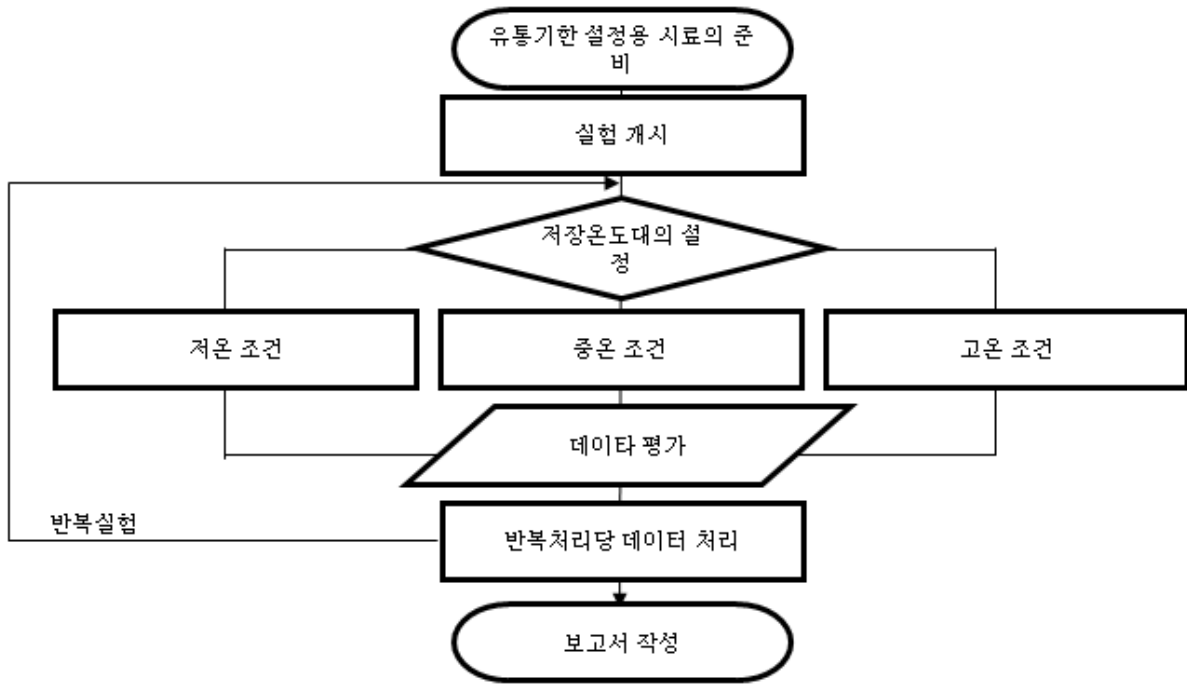 유통기한 설정용 시료의 준
비
실험 개시
저장온도대의 설
정
저온 조건
중온 조건
고온 조건
데이타 평가
반복실험
반복처리당 데이터 처리
보고서 작성